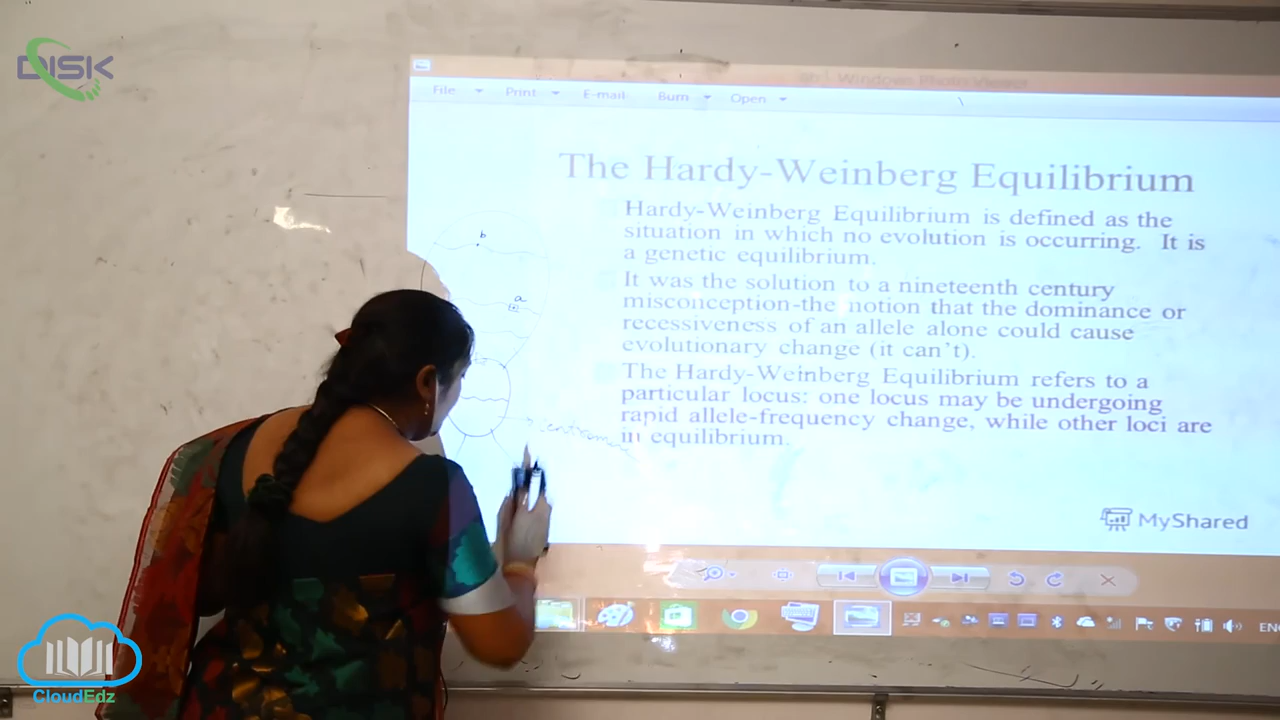 DISK
File Print E-mail Burn Open
The Hardy-Weinberg Equilibrium
Hardy-Weinberg Equilibrium is defined as the
situation in which no evolution is occurring. It is
a genetic equilibrium.
It was the solution to a nineteenth century
misconception-the notion that the dominance or
recessiveness of an allele alone could cause
evolutionary change (it can't).
The Hardy-Weinberg Equilibrium refers to a
particular locus: one locus may be undergoing
rapid allele-frequency change, while other loci are
in equilibrium.
b
a
MyShared
CloudEdz